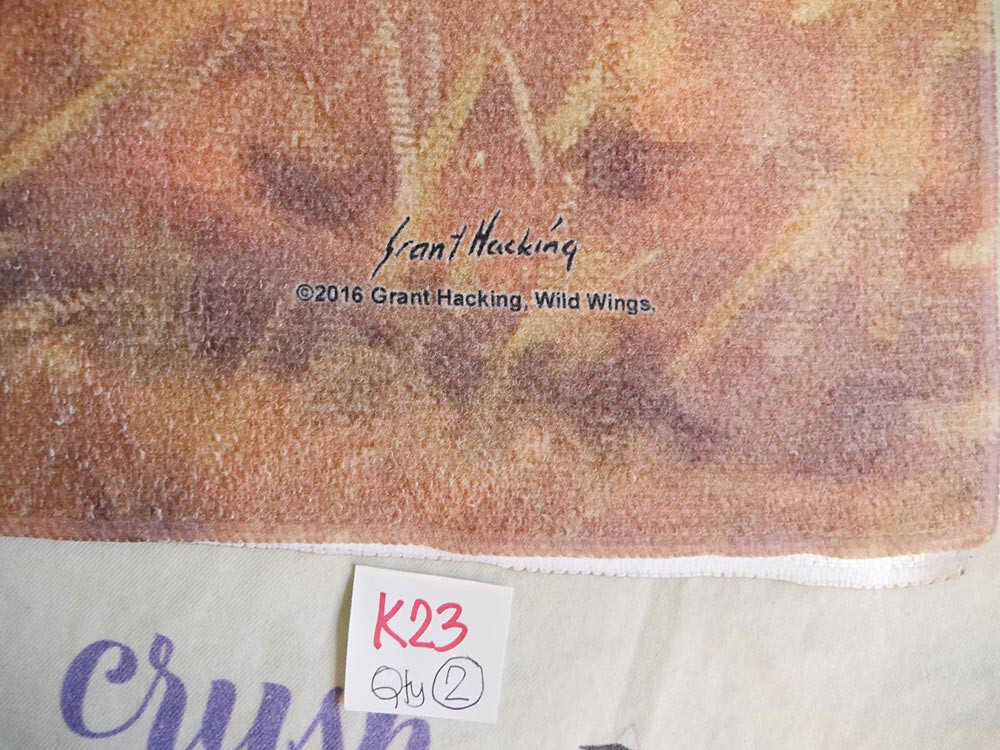 Grant Hacking
©2016 Grant Hacking, Wild Wings.
K23
Qty 2
crush